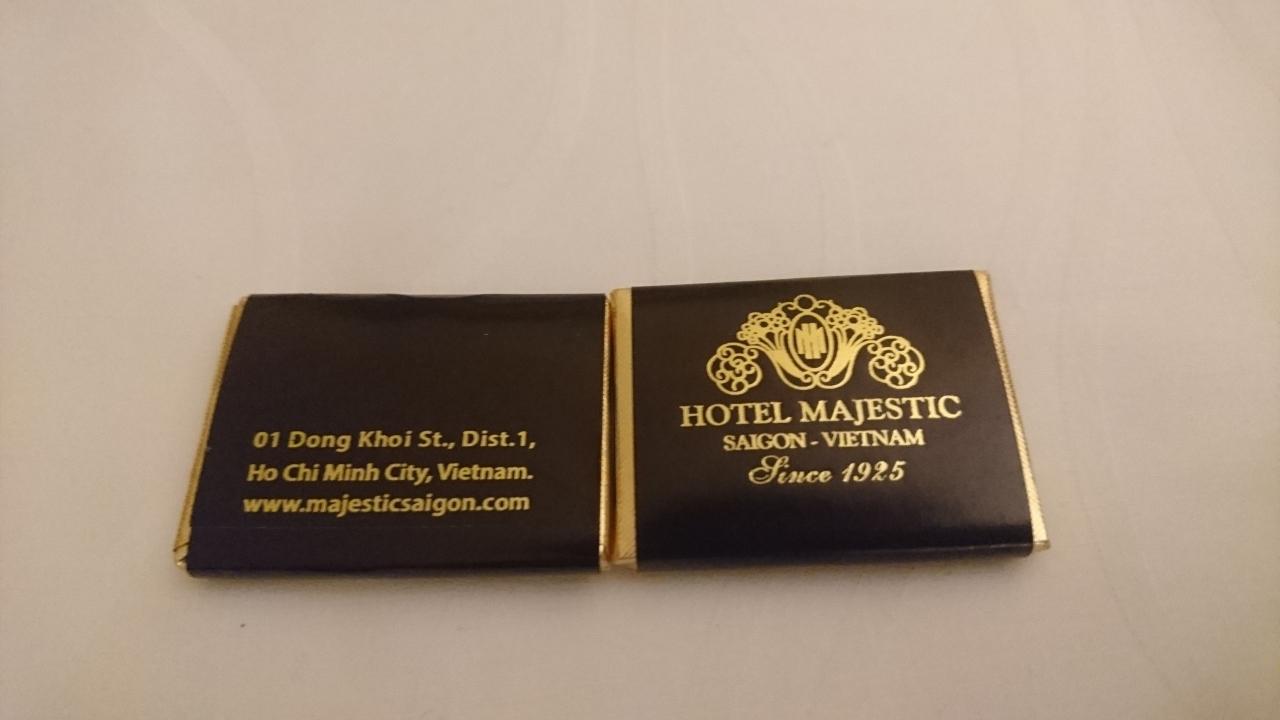 01 Dong Khoi St., Dist.1,
Ho Chi Minh City, Vietnam.
www.majesticsaigon.com
HOTEL MAJESTIC
SAIGON - VIETNAM
Since 1925